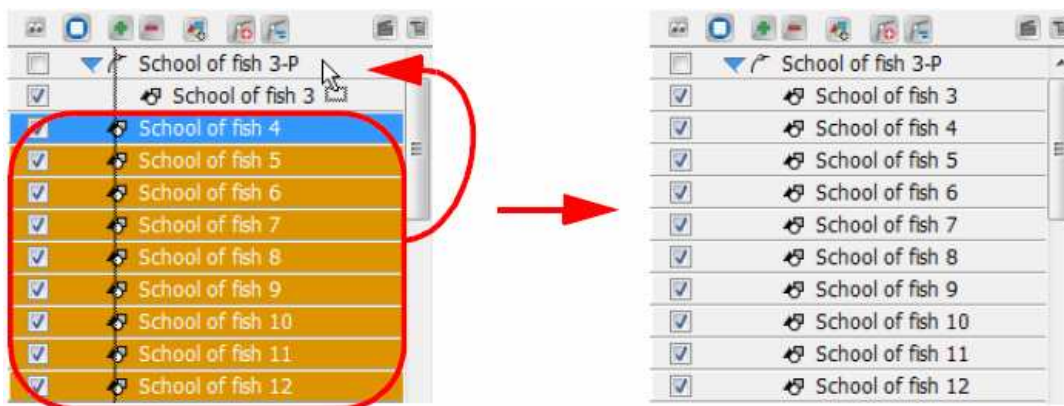 School of fish 3-P
School of fish 3
School of fish 4
School of fish 5
School of fish 6
School of fish 7
School of fish 8
School of fish 9
School of fish 10
School of fish 11
School of fish 12
School of fish 3-P
School of fish 3
School of fish 4
School of fish 5
School of fish 6
School of fish 7
School of fish 8
School of fish 9
School of fish 10
School of fish 11
School of fish 12